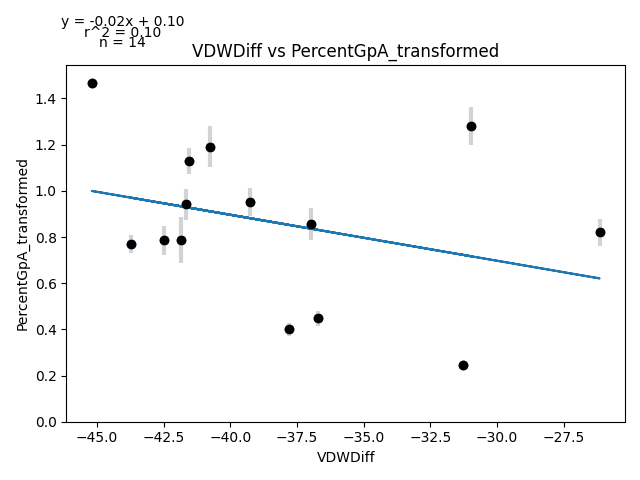 y = -0.02x + 0.10
r^2 = 0.10
n = 14
VDWDiff vs PercentGpA_transformed
PercentGpA_transformed
1.4
1.2
1.0
0.8
0.6
0.4
0.2
0.0
−45.0 −42.5 −40.0 −37.5 −35.0 −32.5 −30.0 −27.5
VDWDiff